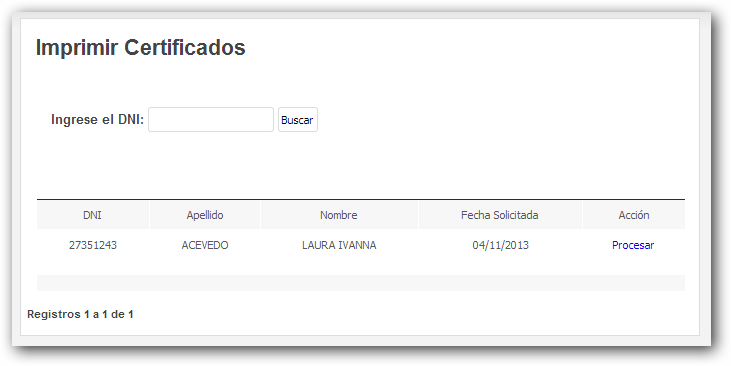 Imprimir Certificados
Ingrese el DNI: Buscar
DNI Apellido Nombre Fecha Solicitada Acción
27351243 ACEVEDO LAURA IVANNA 04/11/2013 Procesar
Registros 1 a 1 de 1